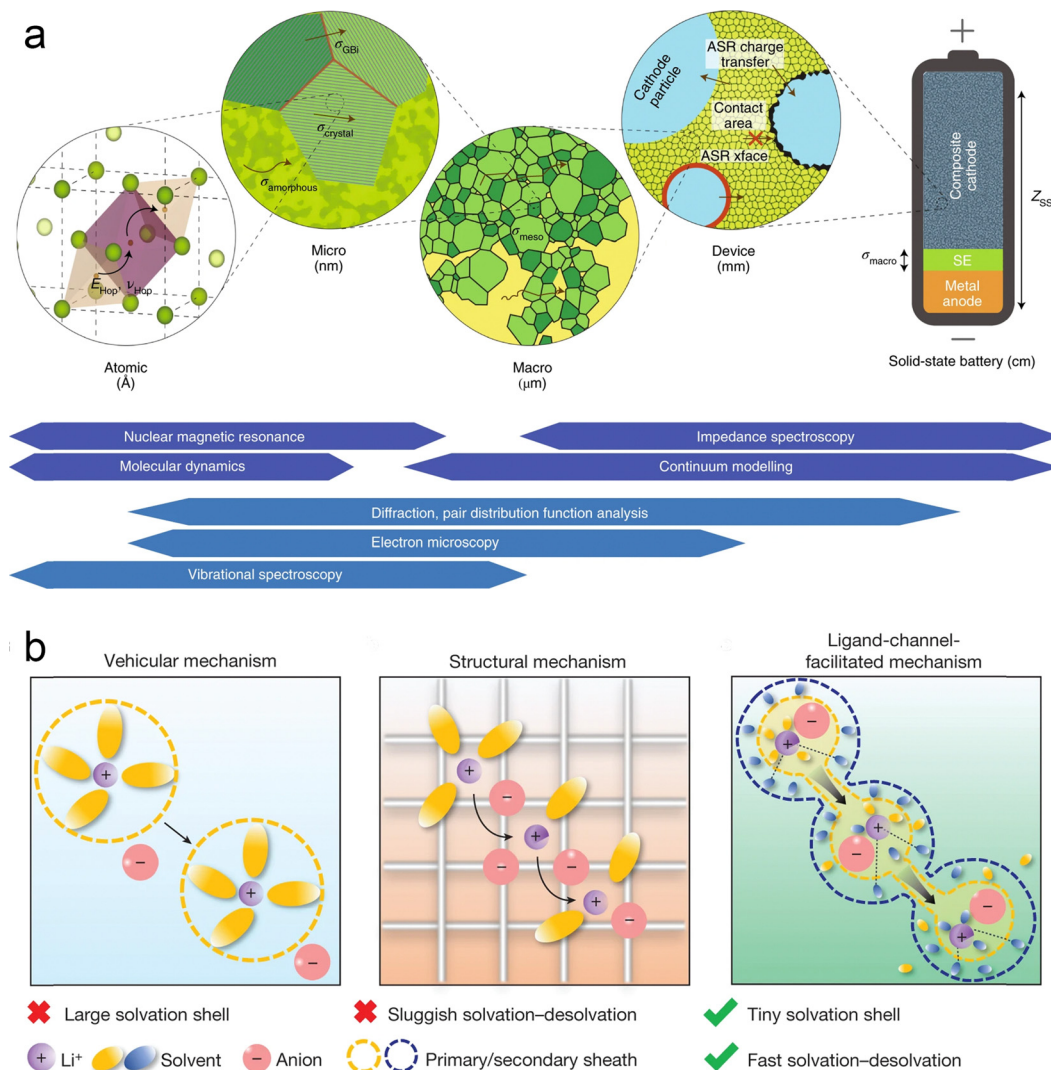 a
σGBi
σcrystal
σamorphous
Micro
(nm)
EHop, νHop
Atomic
(Å)
σmeso
Macro
(μm)
Cathode
particle
ASR charge
transfer
Contact
area
ASR xface
Device
(mm)
+
Composite
cathode
σmacro
SE
Metal
anode
−
Solid-state battery (cm)
Nuclear magnetic resonance
Impedance spectroscopy
Molecular dynamics
Continuum modelling
Diffraction, pair distribution function analysis
Electron microscopy
Vibrational spectroscopy
b
Vehicular mechanism
Structural mechanism
Ligand-channel-
facilitated mechanism
+
−
+
−
+
−
+
−
−
−
+
−
−
+
+
−
−
+
Large solvation shell
Sluggish solvation–desolvation
Tiny solvation shell
+ Li⁺
Solvent
− Anion
Primary/secondary sheath
Fast solvation–desolvation